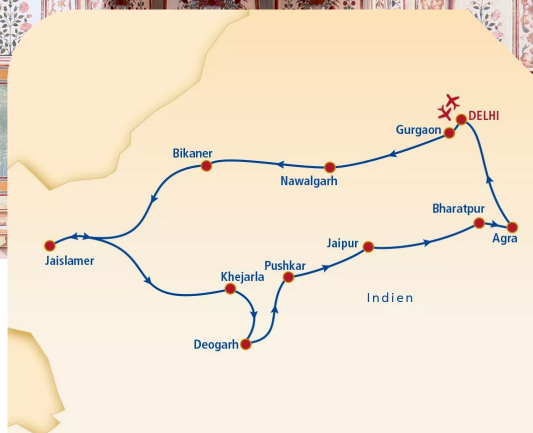 DELHI
Gurgaon
Bikaner
Nawalgarh
Bharatpur
Agra
Jaipur
Jaislamer
Pushkar
Khejarla
Indien
Deogarh